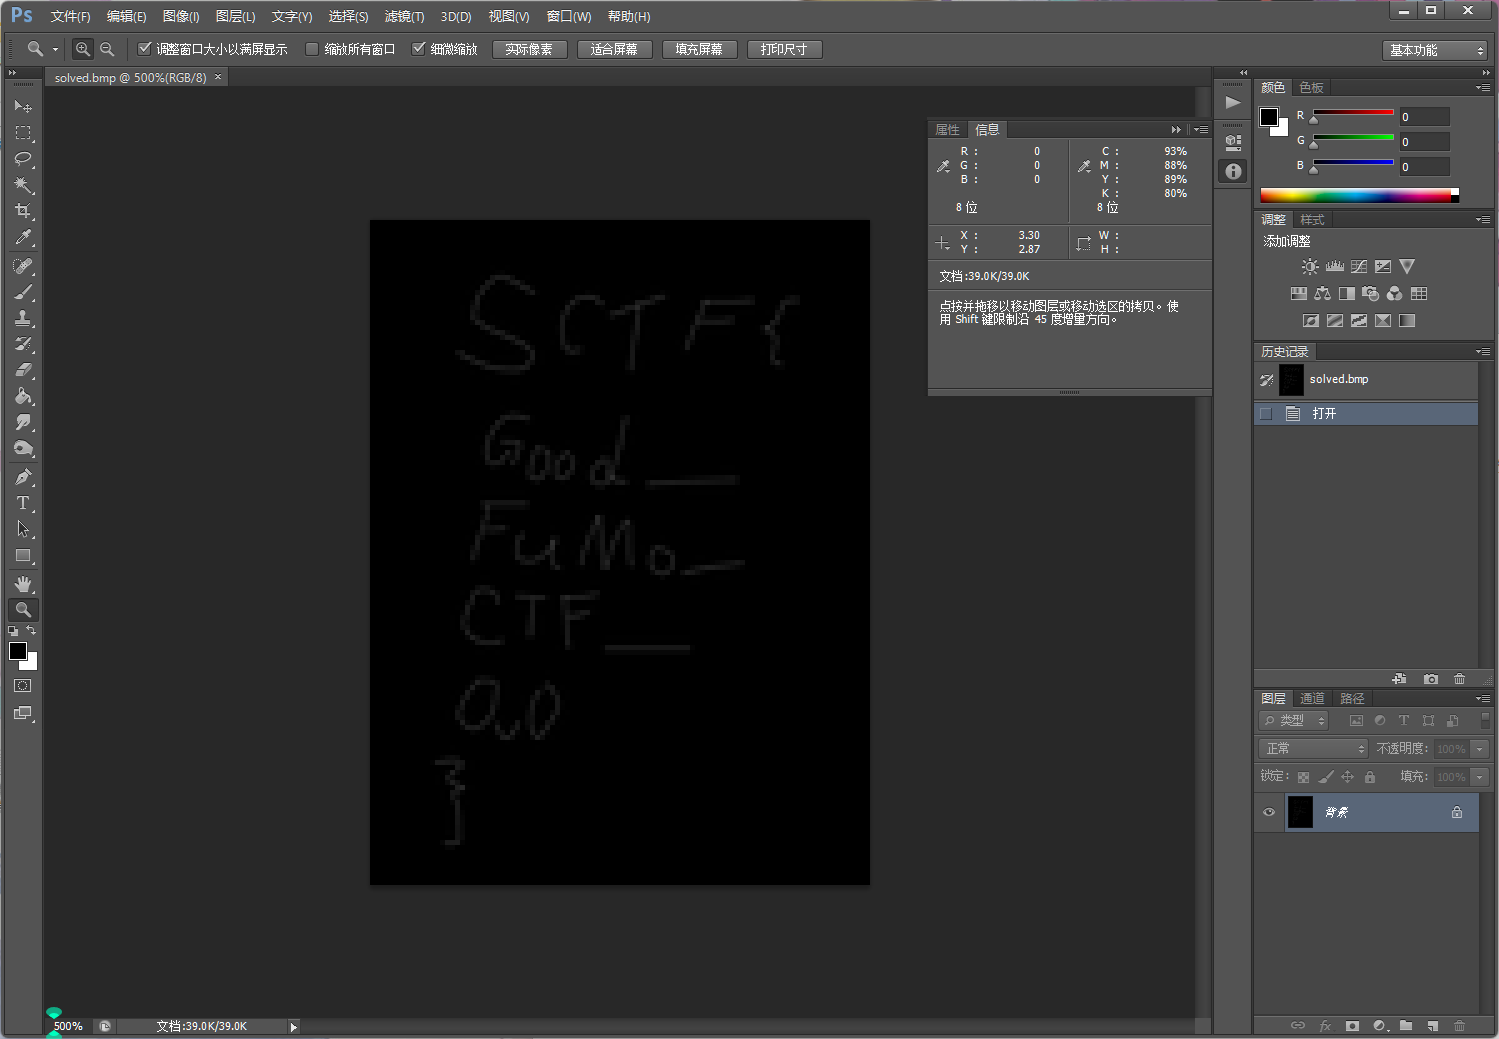 Ps 文件(F) 编辑(E) 图像(I) 图层(L) 文字(Y) 选择(S) 滤镜(T) 3D(D) 视图(V) 窗口(W) 帮助(H)
调整窗口大小以满屏显示 缩放所有窗口 细微缩放 实际像素 适合屏幕 填充屏幕 打印尺寸 基本功能
solved.bmp @ 500%(RGB/8) ×
SCTF{
Good_
FuMo_
CTF_
}
属性 信息
R : 0 C : 93%
G : 0 M : 88%
B : 0 Y : 89%
K : 80%
8 位 8 位
X : 3.30 W :
Y : 2.87 H :
文档:39.0K/39.0K
点按并拖移以移动图层或移动选区的拷贝。使
用 Shift 键限制沿 45 度增量方向。
颜色 色板
R 0
G 0
B 0
调整 样式
添加调整
历史记录
solved.bmp
打开
图层 通道 路径
类型
正常 不透明度: 100%
锁定: 填充: 100%
背景
fx
500% 文档:39.0K/39.0K